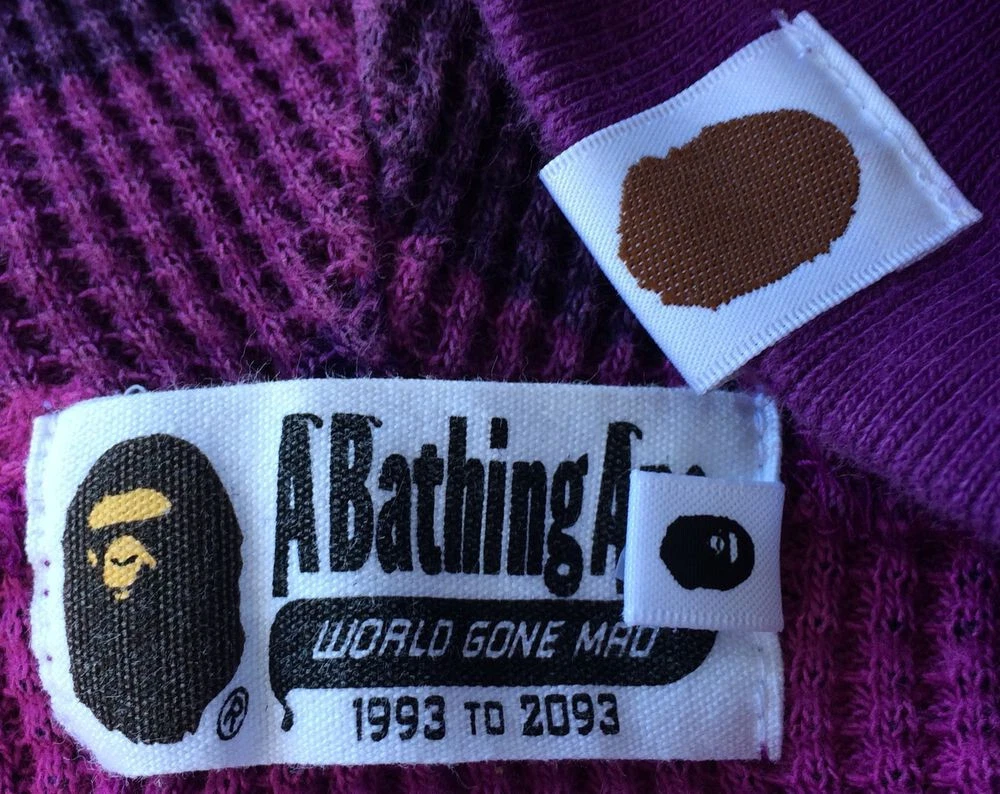 A Bathing
WORLD GONE MAD
1993 TO 2093
®